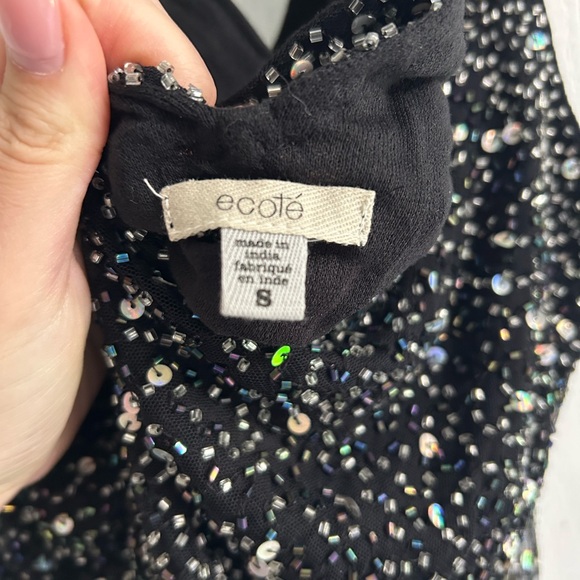 ecoté
made in
india
fabriqué
en inde
S